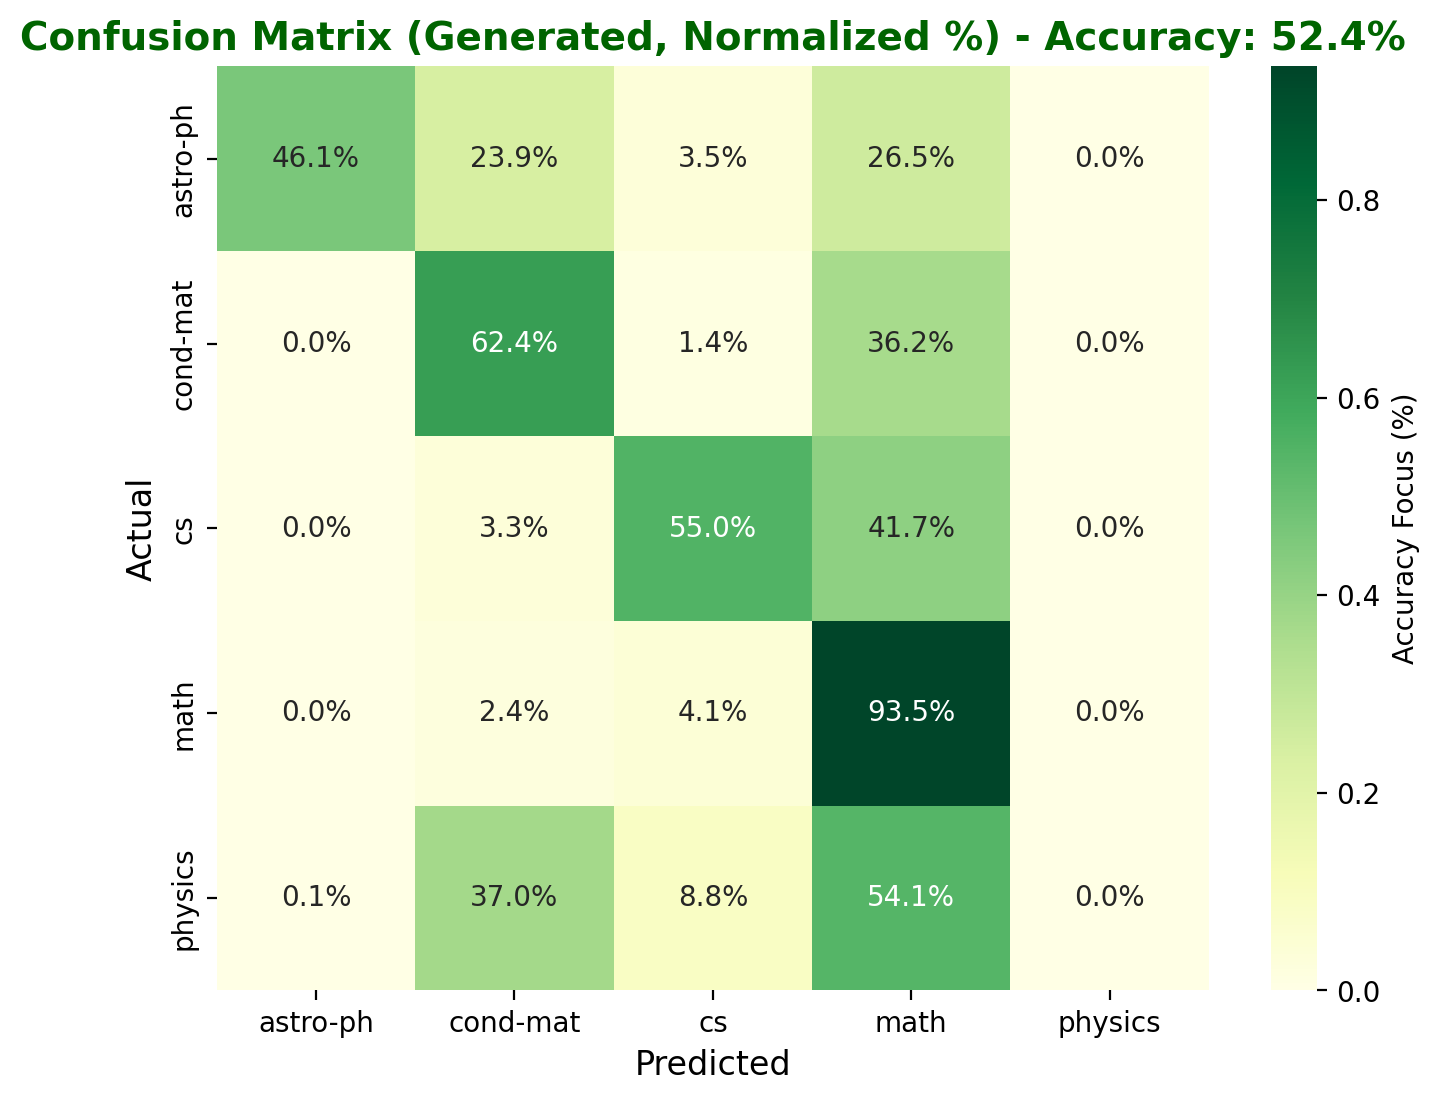 Confusion Matrix (Generated, Normalized %) - Accuracy: 52.4%
Actual
astro-ph 46.1% 23.9% 3.5% 26.5% 0.0%
cond-mat 0.0% 62.4% 1.4% 36.2% 0.0%
cs 0.0% 3.3% 55.0% 41.7% 0.0%
math 0.0% 2.4% 4.1% 93.5% 0.0%
physics 0.1% 37.0% 8.8% 54.1% 0.0%
astro-ph cond-mat cs math physics
Predicted
0.8
0.6
0.4
0.2
0.0
Accuracy Focus (%)